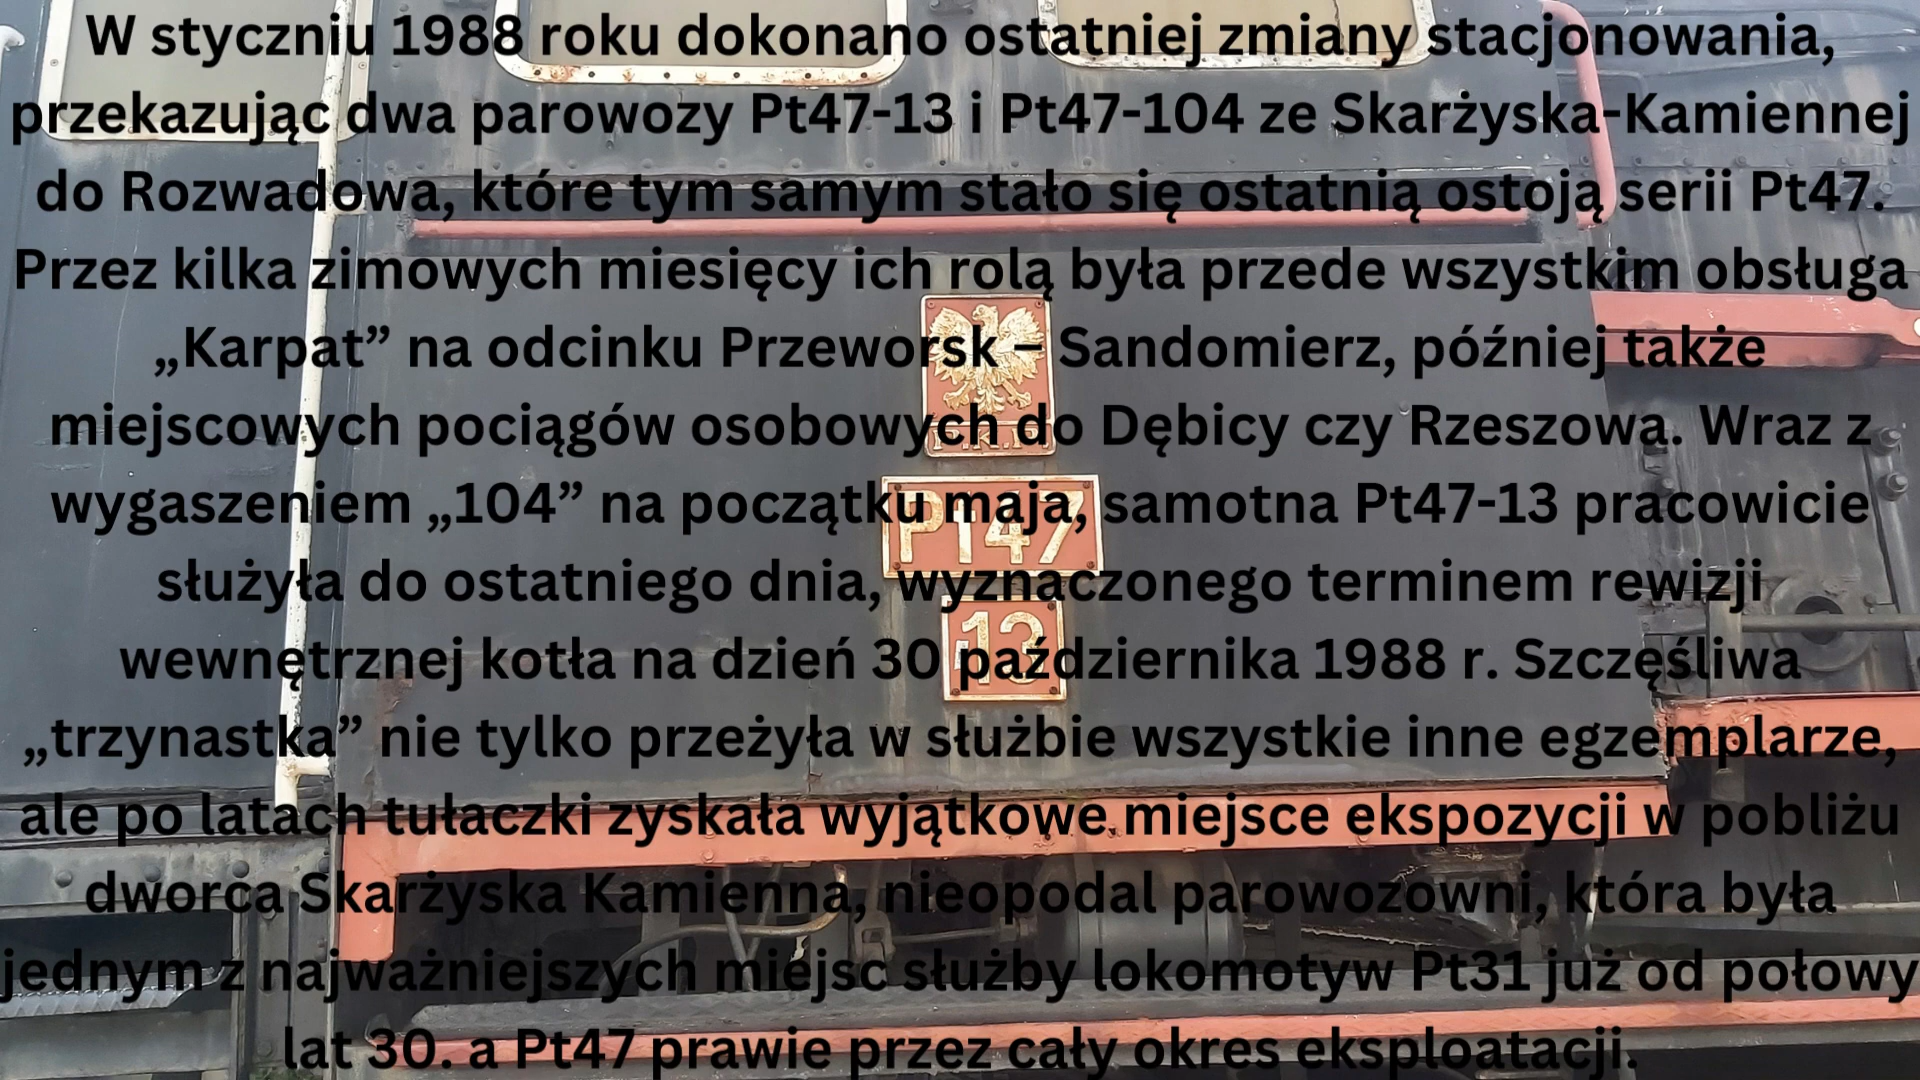 W styczniu 1988 roku dokonano ostatniej zmiany stacjonowania,
przekazując dwa parowozy Pt47-13 i Pt47-104 ze Skarżyska-Kamiennej
do Rozwadowa, które tym samym stało się ostatnią ostoją serii Pt47.
Przez kilka zimowych miesięcy ich rolą była przede wszystkim obsługa
„Karpat” na odcinku Przeworsk – Sandomierz, później także
miejscowych pociągów osobowych do Dębicy czy Rzeszowa. Wraz z
wygaszeniem „104” na początku maja, samotna Pt47-13 pracowicie
służyła do ostatniego dnia, wyznaczonego terminem rewizji
wewnętrznej kotła na dzień 30 października 1988 r. Szczęśliwa
„trzynastka” nie tylko przeżyła w służbie wszystkie inne egzemplarze,
ale po latach tułaczki zyskała wyjątkowe miejsce ekspozycji w pobliżu
dworca Skarżyska Kamienna, nieopodal parowozowni, która była
jednym z najważniejszych miejsc służby lokomotyw Pt31 już od połowy
lat 30. a Pt47 prawie przez cały okres eksploatacji.
P.K.P.
Pt47
13